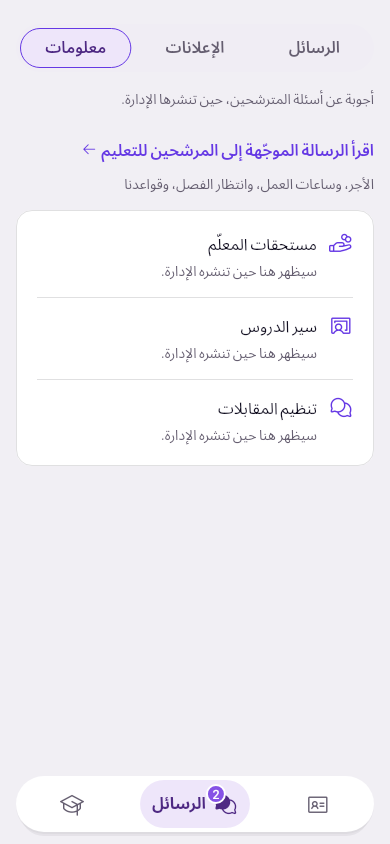 الرسائل
الإعلانات
معلومات
أجوبة عن أسئلة المترشحين، حين تنشرها الإدارة.
اقرأ الرسالة الموجّهة إلى المرشحين للتعليم ←
الأجر، وساعات العمل، وانتظار الفصل، وقواعدنا
مستحقات المعلّم
سيظهر هنا حين تنشره الإدارة.
سير الدروس
سيظهر هنا حين تنشره الإدارة.
تنظيم المقابلات
سيظهر هنا حين تنشره الإدارة.
2
الرسائل